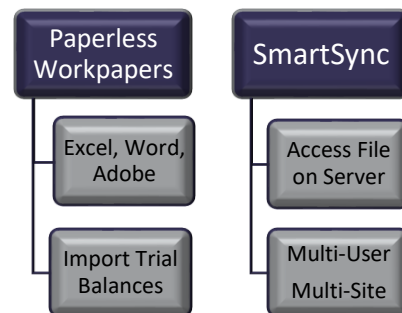 Paperless
Workpapers
Excel, Word,
Adobe
Import Trial
Balances
SmartSync
Access File
on Server
Multi-User
Multi-Site